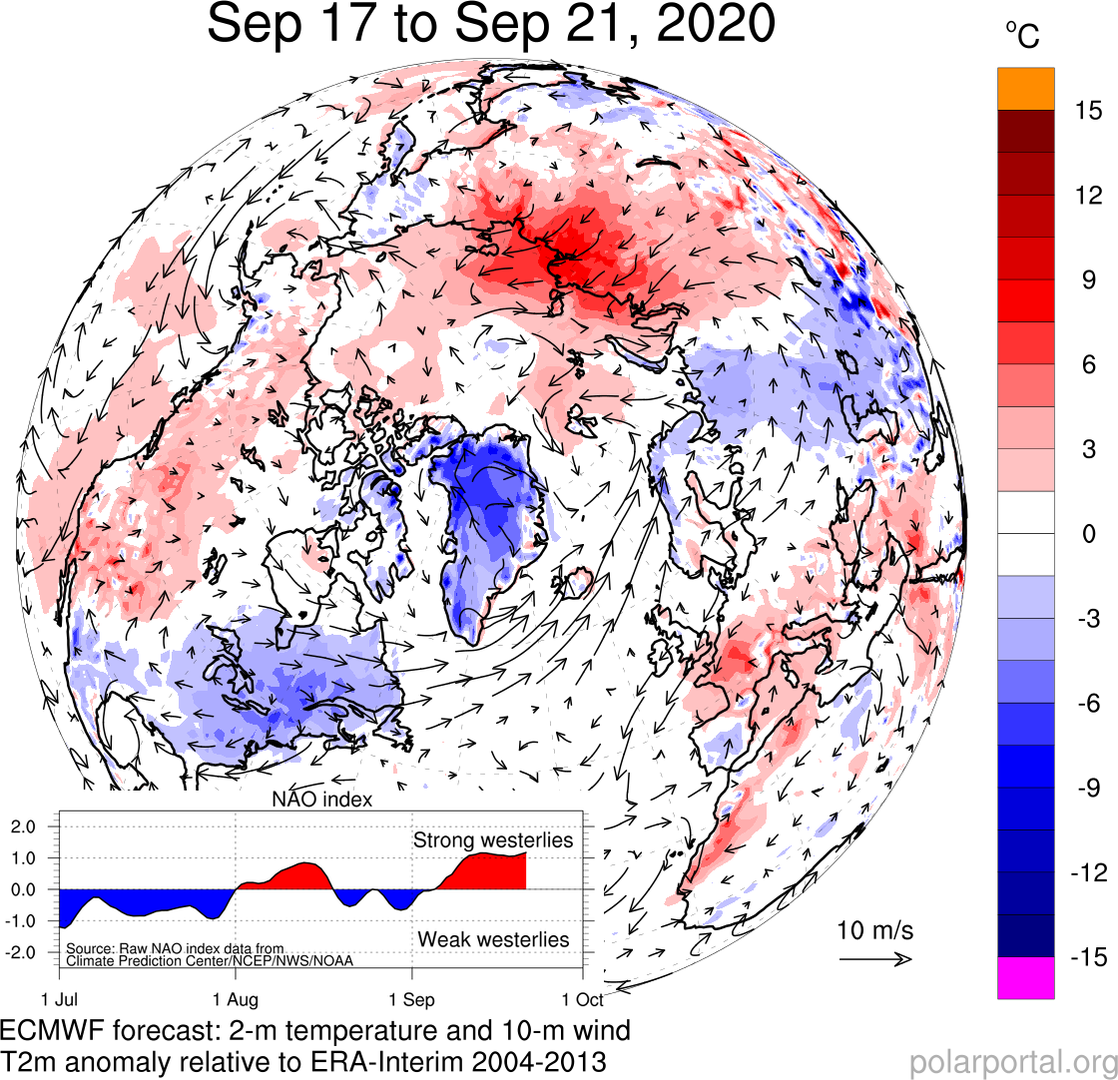 Sep 17 to Sep 21, 2020
oC
15
12
9
6
3
0
-3
-6
-9
-12
-15
NAO index
2.0
1.0
0.0
-1.0
-2.0
Strong westerlies
Weak westerlies
Source: Raw NAO index data from
Climate Prediction Center/NCEP/NWS/NOAA
1 Jul
1 Aug
1 Sep
1 Oct
10 m/s
ECMWF forecast: 2-m temperature and 10-m wind
T2m anomaly relative to ERA-Interim 2004-2013
polarportal.org